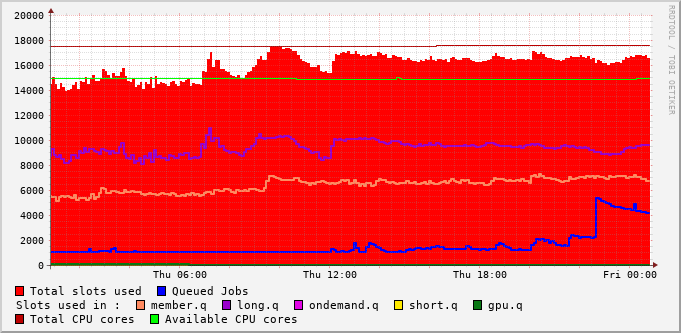 20000
18000
16000
14000
12000
10000
8000
6000
4000
2000
0
Thu 06:00 Thu 12:00 Thu 18:00 Fri 00:00
RRDTOOL / TOBI OETIKER
Total slots used Queued Jobs
Slots used in : member.q long.q ondemand.q short.q gpu.q
Total CPU cores Available CPU cores